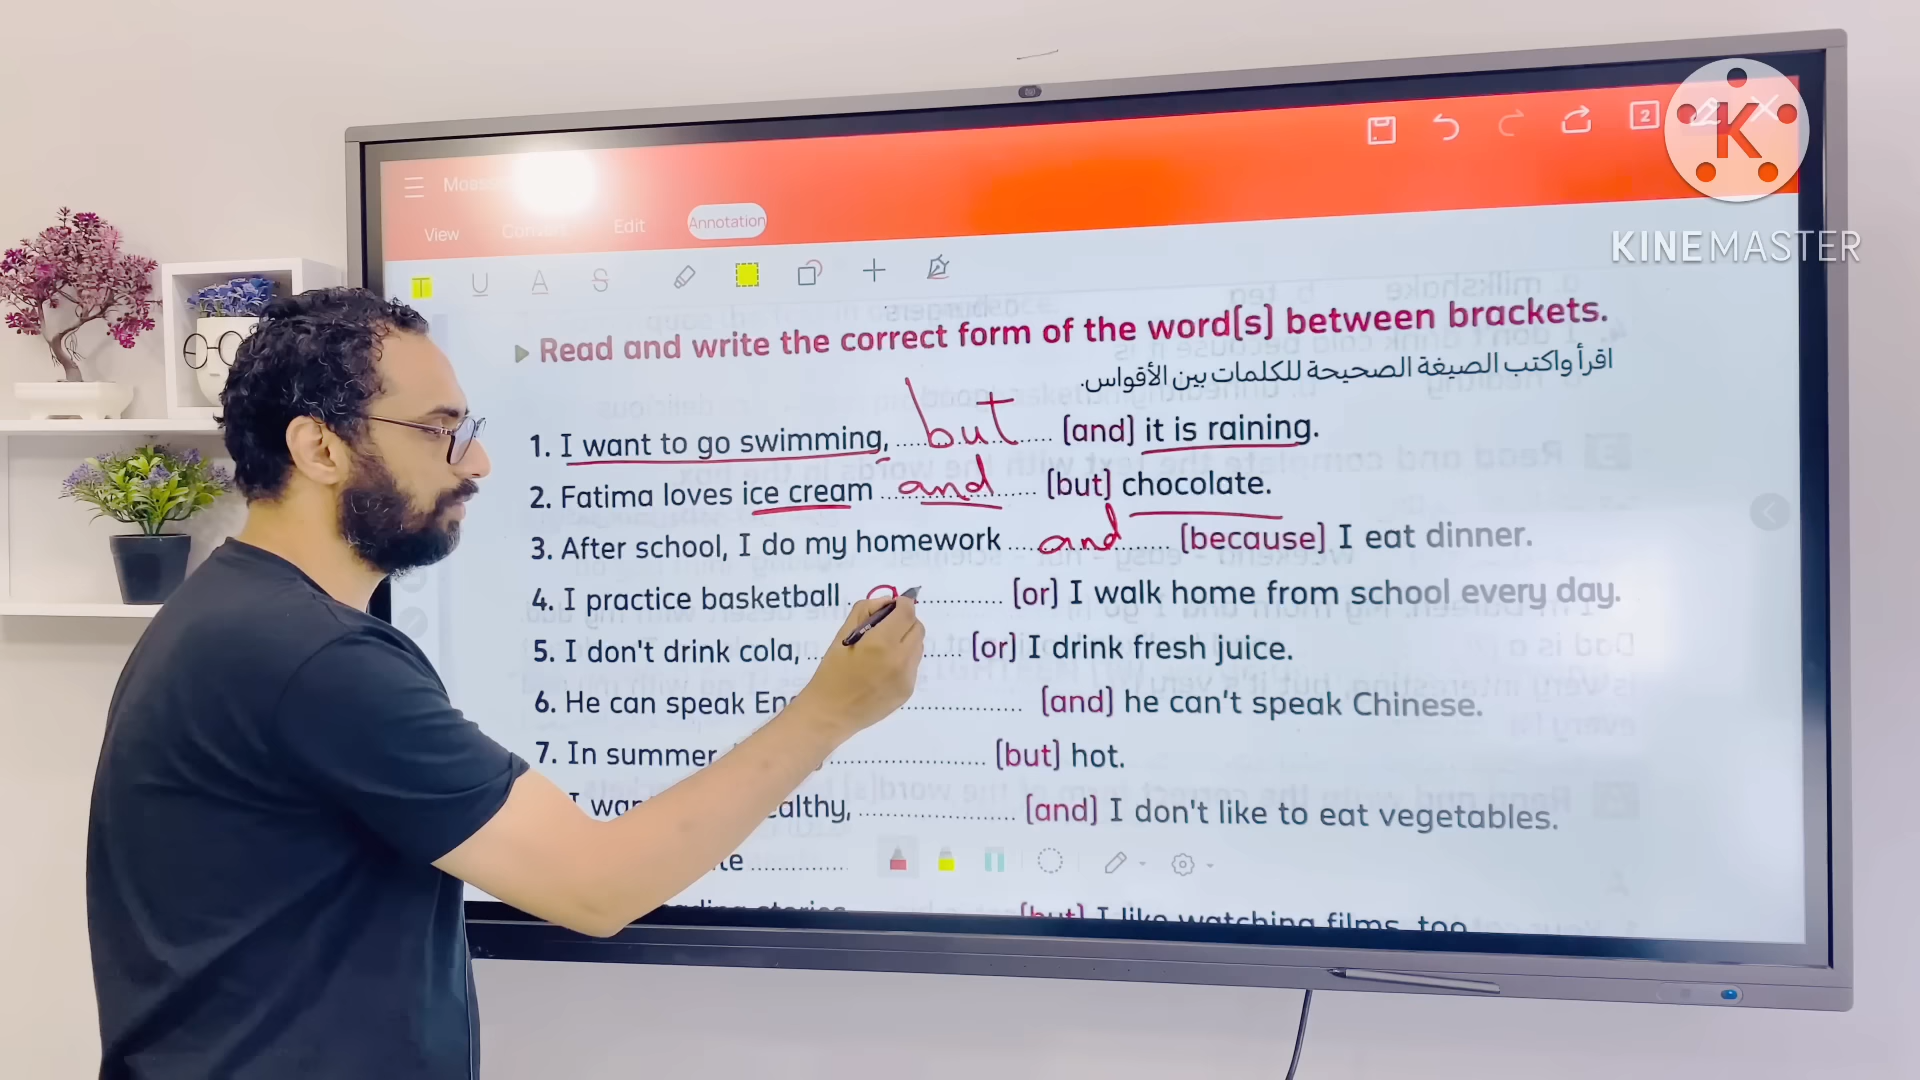 K
KINEMASTER
2
View Edit Annotation
T U A S
Read and write the correct form of the word(s) between brackets.
اقرأ واكتب الصيغة الصحيحة للكلمات بين الأقواس.
1. I want to go swimming, but [and] it is raining.
2. Fatima loves ice cream and [but] chocolate.
3. After school, I do my homework and [because] I eat dinner.
4. I practice basketball [or] I walk home from school every day.
5. I don't drink cola, [or] I drink fresh juice.
6. He can speak [and] he can't speak Chinese.
7. In summer [but] hot.
I [and] I don't like to eat vegetables.
stories [but] I like watching films, too